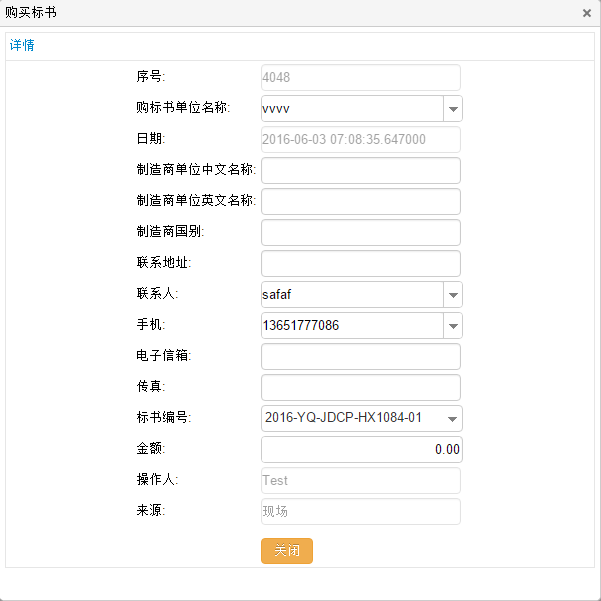 购买标书
详情
序号: 4048
购标书单位名称: vvvv
日期: 2016-06-03 07:08:35.647000
制造商单位中文名称:
制造商单位英文名称:
制造商国别:
联系地址:
联系人: safaf
手机: 13651777086
电子信箱:
传真:
标书编号: 2016-YQ-JDCP-HX1084-01
金额: 0.00
操作人: Test
来源: 现场
关闭